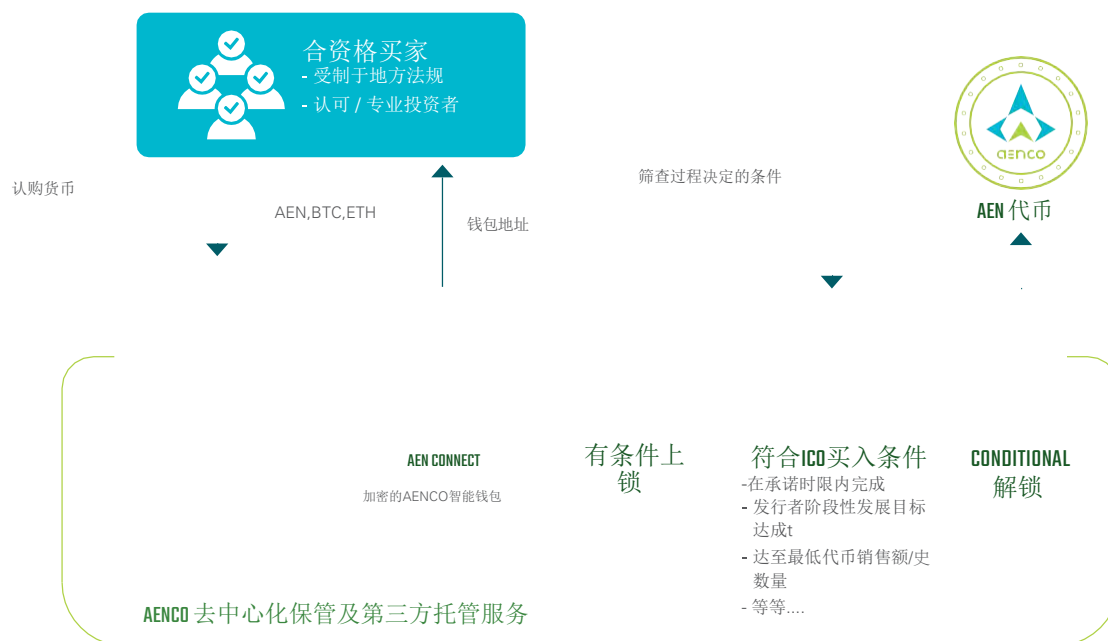 合资格买家
- 受制于地方法规
- 认可 / 专业投资者
aenco
AEN 代币
认购货币
AEN,BTC,ETH
钱包地址
筛查过程决定的条件
AEN CONNECT
加密的AENCO智能钱包
有条件上
锁
符合ICO买入条件
-在承诺时限内完成
- 发行者阶段性发展目标
达成t
- 达至最低代币销售额/史
数量
- 等等....
CONDITIONAL
解锁
AENCO 去中心化保管及第三方托管服务